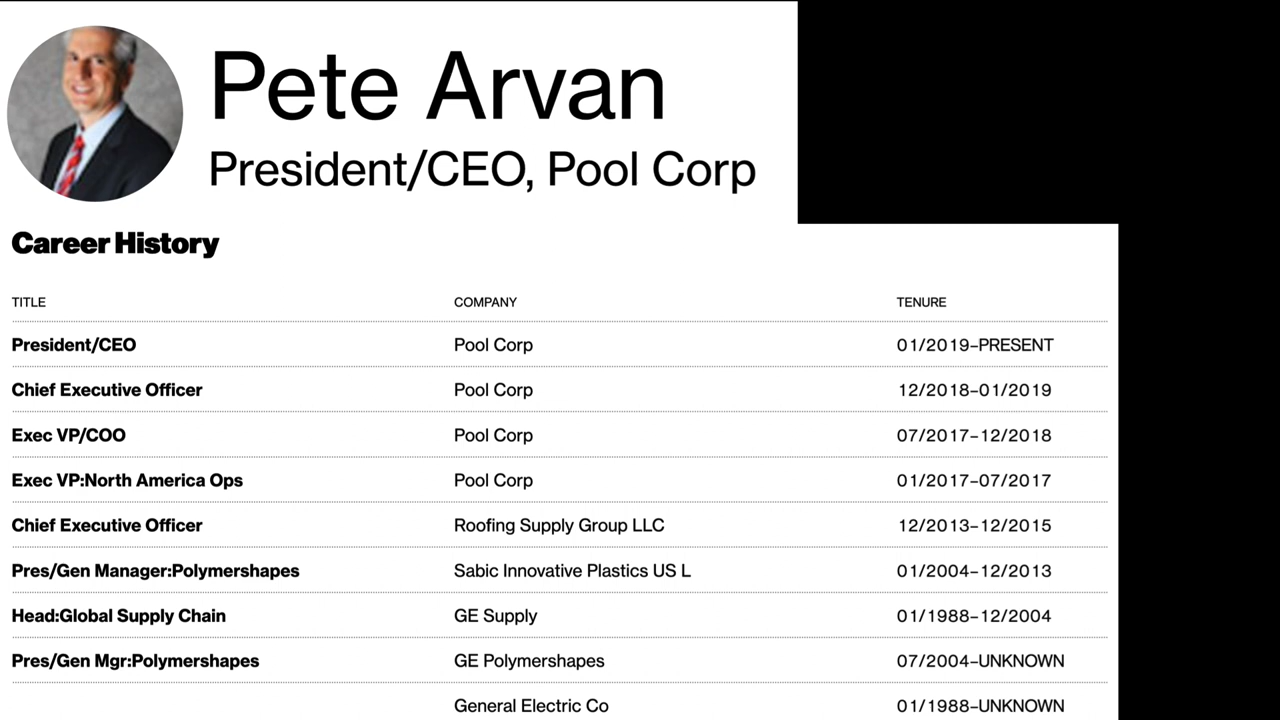 Pete Arvan
President/CEO, Pool Corp
Career History
TITLE COMPANY TENURE
President/CEO Pool Corp 01/2019–PRESENT
Chief Executive Officer Pool Corp 12/2018–01/2019
Exec VP/COO Pool Corp 07/2017–12/2018
Exec VP:North America Ops Pool Corp 01/2017–07/2017
Chief Executive Officer Roofing Supply Group LLC 12/2013–12/2015
Pres/Gen Manager:Polymershapes Sabic Innovative Plastics US L 01/2004–12/2013
Head:Global Supply Chain GE Supply 01/1988–12/2004
Pres/Gen Mgr:Polymershapes GE Polymershapes 07/2004–UNKNOWN
General Electric Co 01/1988–UNKNOWN